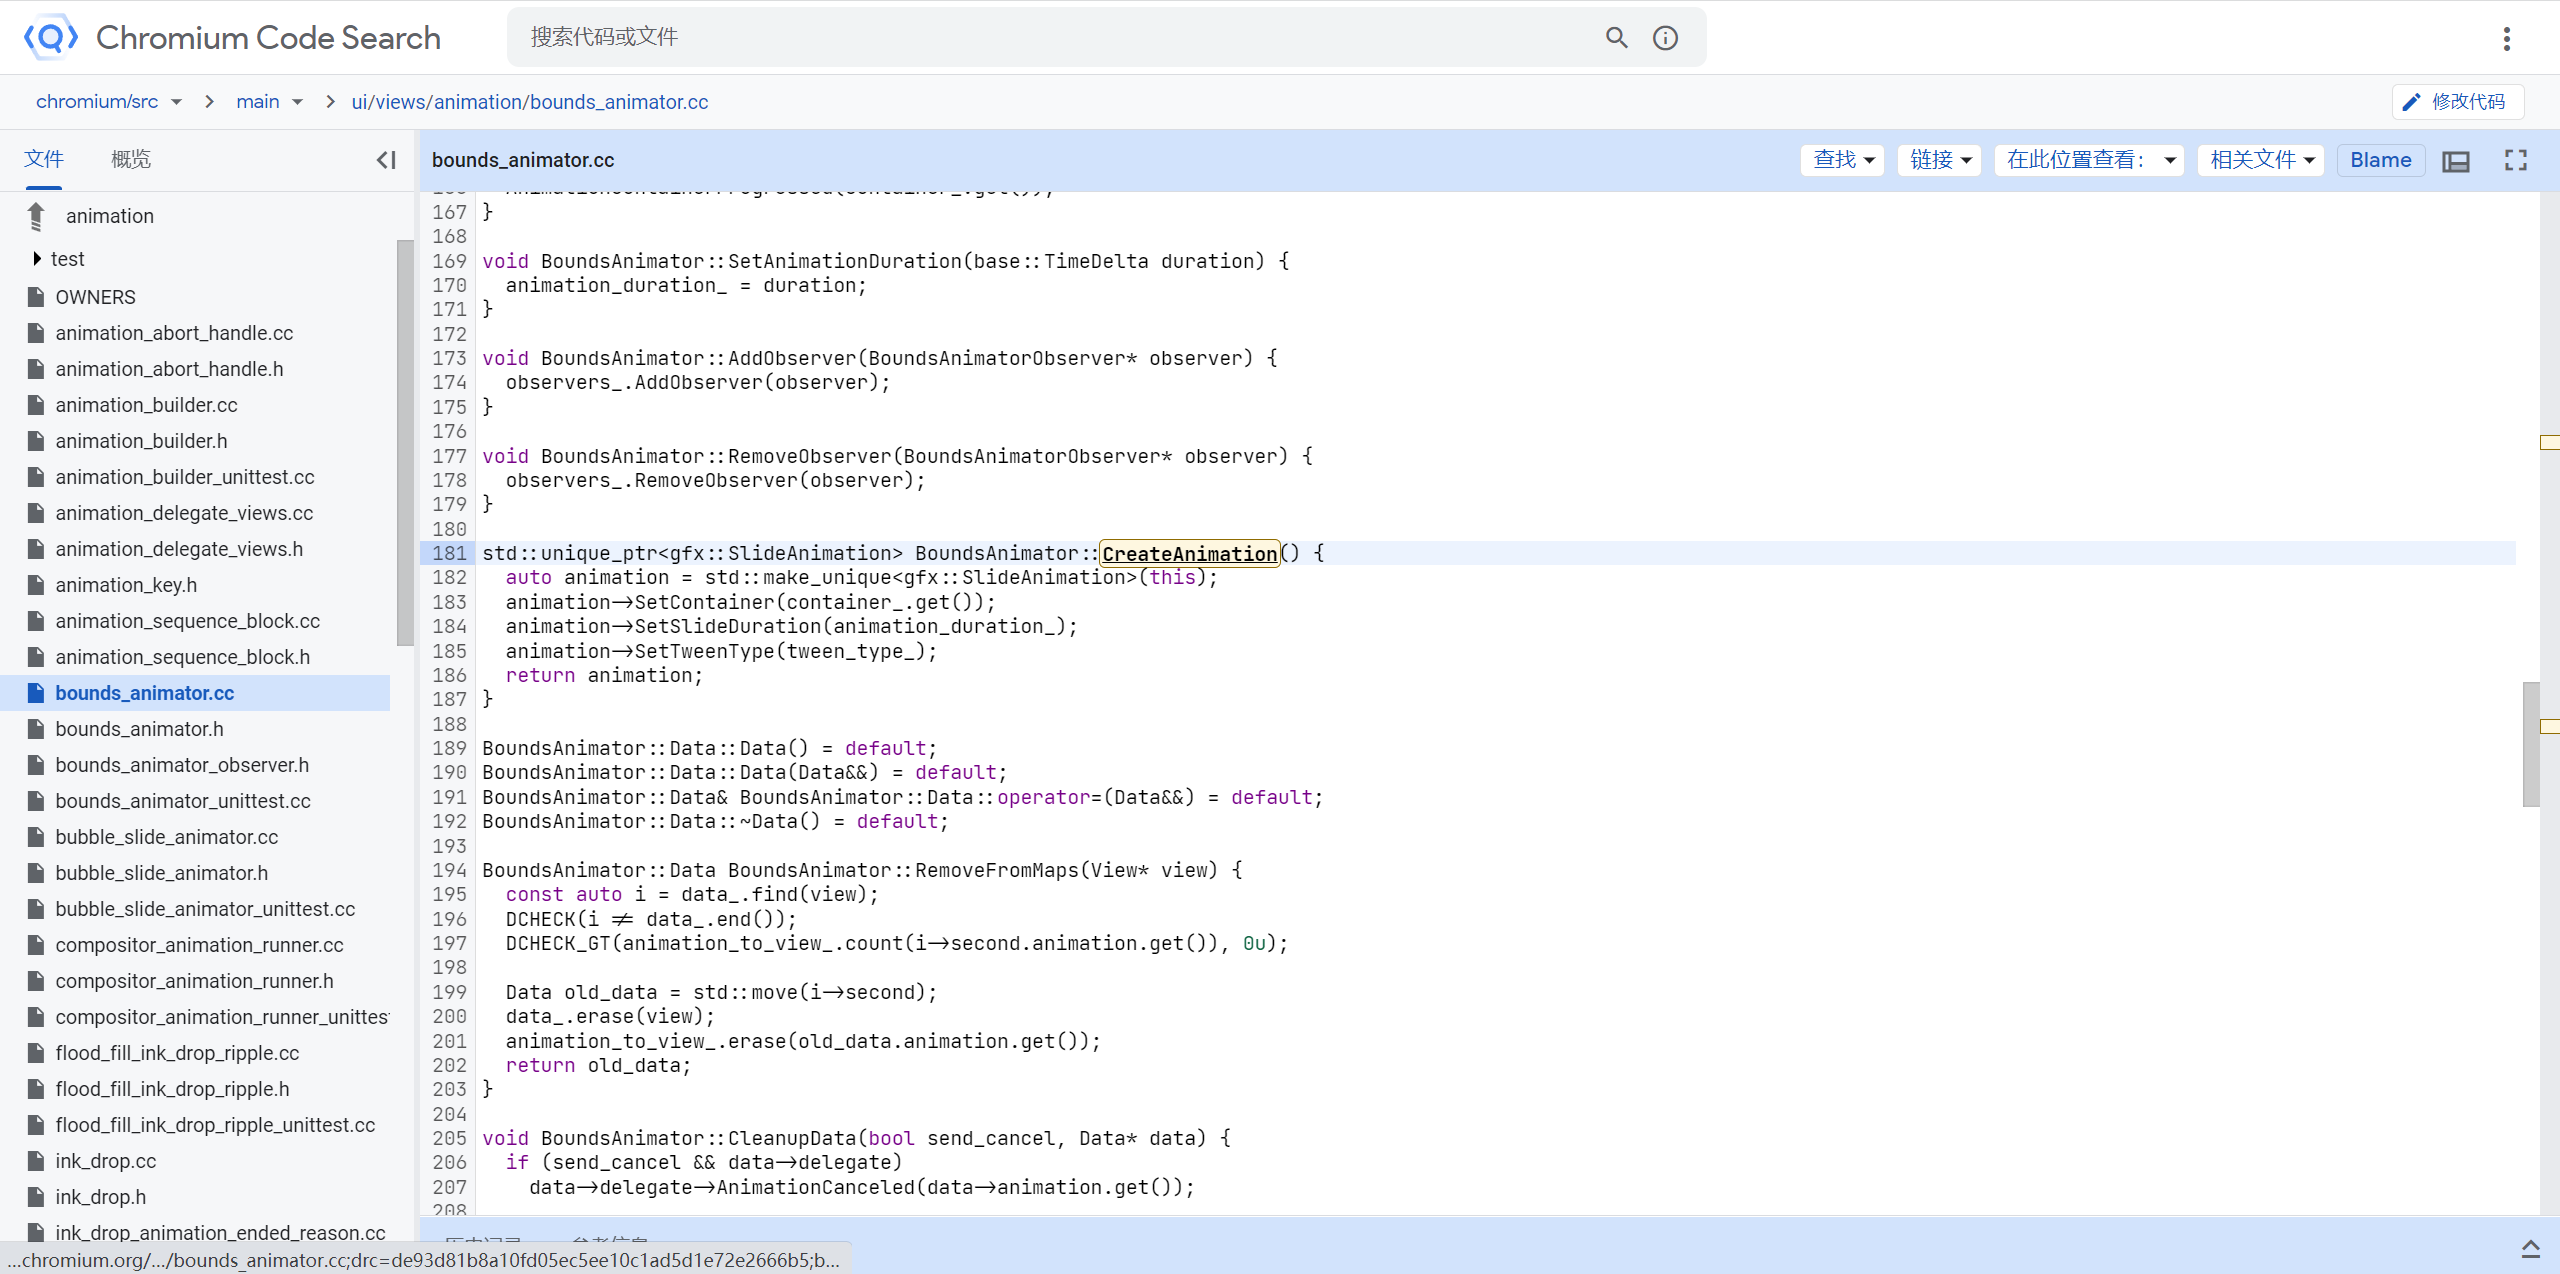 Chromium Code Search
搜索代码或文件
chromium/src
main
ui/views/animation/bounds_animator.cc
修改代码
文件
概览
bounds_animator.cc
查找
链接
在此位置查看：
相关文件
Blame
animation
test
OWNERS
animation_abort_handle.cc
animation_abort_handle.h
animation_builder.cc
animation_builder.h
animation_builder_unittest.cc
animation_delegate_views.cc
animation_delegate_views.h
animation_key.h
animation_sequence_block.cc
animation_sequence_block.h
bounds_animator.cc
bounds_animator.h
bounds_animator_observer.h
bounds_animator_unittest.cc
bubble_slide_animator.cc
bubble_slide_animator.h
bubble_slide_animator_unittest.cc
compositor_animation_runner.cc
compositor_animation_runner.h
compositor_animation_runner_unittes
flood_fill_ink_drop_ripple.cc
flood_fill_ink_drop_ripple.h
flood_fill_ink_drop_ripple_unittest.cc
ink_drop.cc
ink_drop.h
ink_drop_animation_ended_reason.cc
167 }
168
169 void BoundsAnimator::SetAnimationDuration(base::TimeDelta duration) {
170   animation_duration_ = duration;
171 }
172
173 void BoundsAnimator::AddObserver(BoundsAnimatorObserver* observer) {
174   observers_.AddObserver(observer);
175 }
176
177 void BoundsAnimator::RemoveObserver(BoundsAnimatorObserver* observer) {
178   observers_.RemoveObserver(observer);
179 }
180
181 std::unique_ptr<gfx::SlideAnimation> BoundsAnimator::CreateAnimation() {
182   auto animation = std::make_unique<gfx::SlideAnimation>(this);
183   animation->SetContainer(container_.get());
184   animation->SetSlideDuration(animation_duration_);
185   animation->SetTweenType(tween_type_);
186   return animation;
187 }
188
189 BoundsAnimator::Data::Data() = default;
190 BoundsAnimator::Data::Data(Data&&) = default;
191 BoundsAnimator::Data& BoundsAnimator::Data::operator=(Data&&) = default;
192 BoundsAnimator::Data::~Data() = default;
193
194 BoundsAnimator::Data BoundsAnimator::RemoveFromMaps(View* view) {
195   const auto i = data_.find(view);
196   DCHECK(i != data_.end());
197   DCHECK_GT(animation_to_view_.count(i->second.animation.get()), 0u);
198
199   Data old_data = std::move(i->second);
200   data_.erase(view);
201   animation_to_view_.erase(old_data.animation.get());
202   return old_data;
203 }
204
205 void BoundsAnimator::CleanupData(bool send_cancel, Data* data) {
206   if (send_cancel && data->delegate)
207     data->delegate->AnimationCanceled(data->animation.get());
208
...chromium.org/.../bounds_animator.cc;drc=de93d81b8a10fd05ec5ee10c1ad5d1e72e2666b5;b...